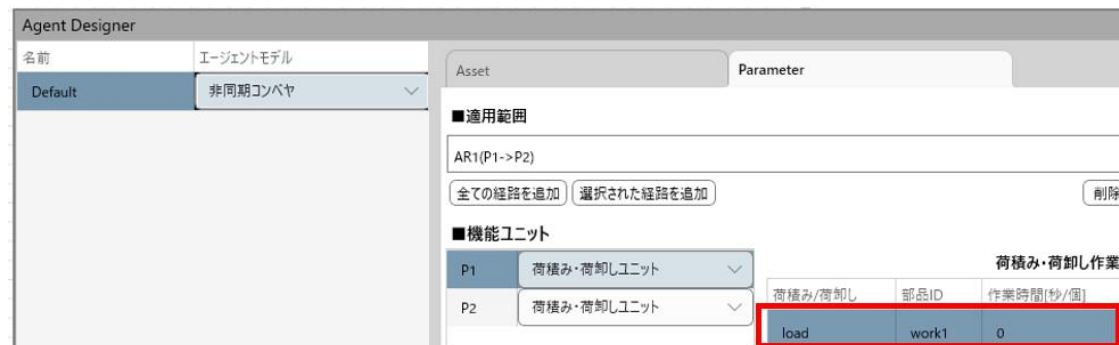 Agent Designer
名前 エージェントモデル
Default 非同期コンベヤ
Asset Parameter
■適用範囲
AR1(P1->P2)
全ての経路を追加 選択された経路を追加 削除
■機能ユニット
P1 荷積み・荷卸しユニット
P2 荷積み・荷卸しユニット
荷積み・荷卸し作業
荷積み/荷卸し 部品ID 作業時間[秒/個]
load work1 0